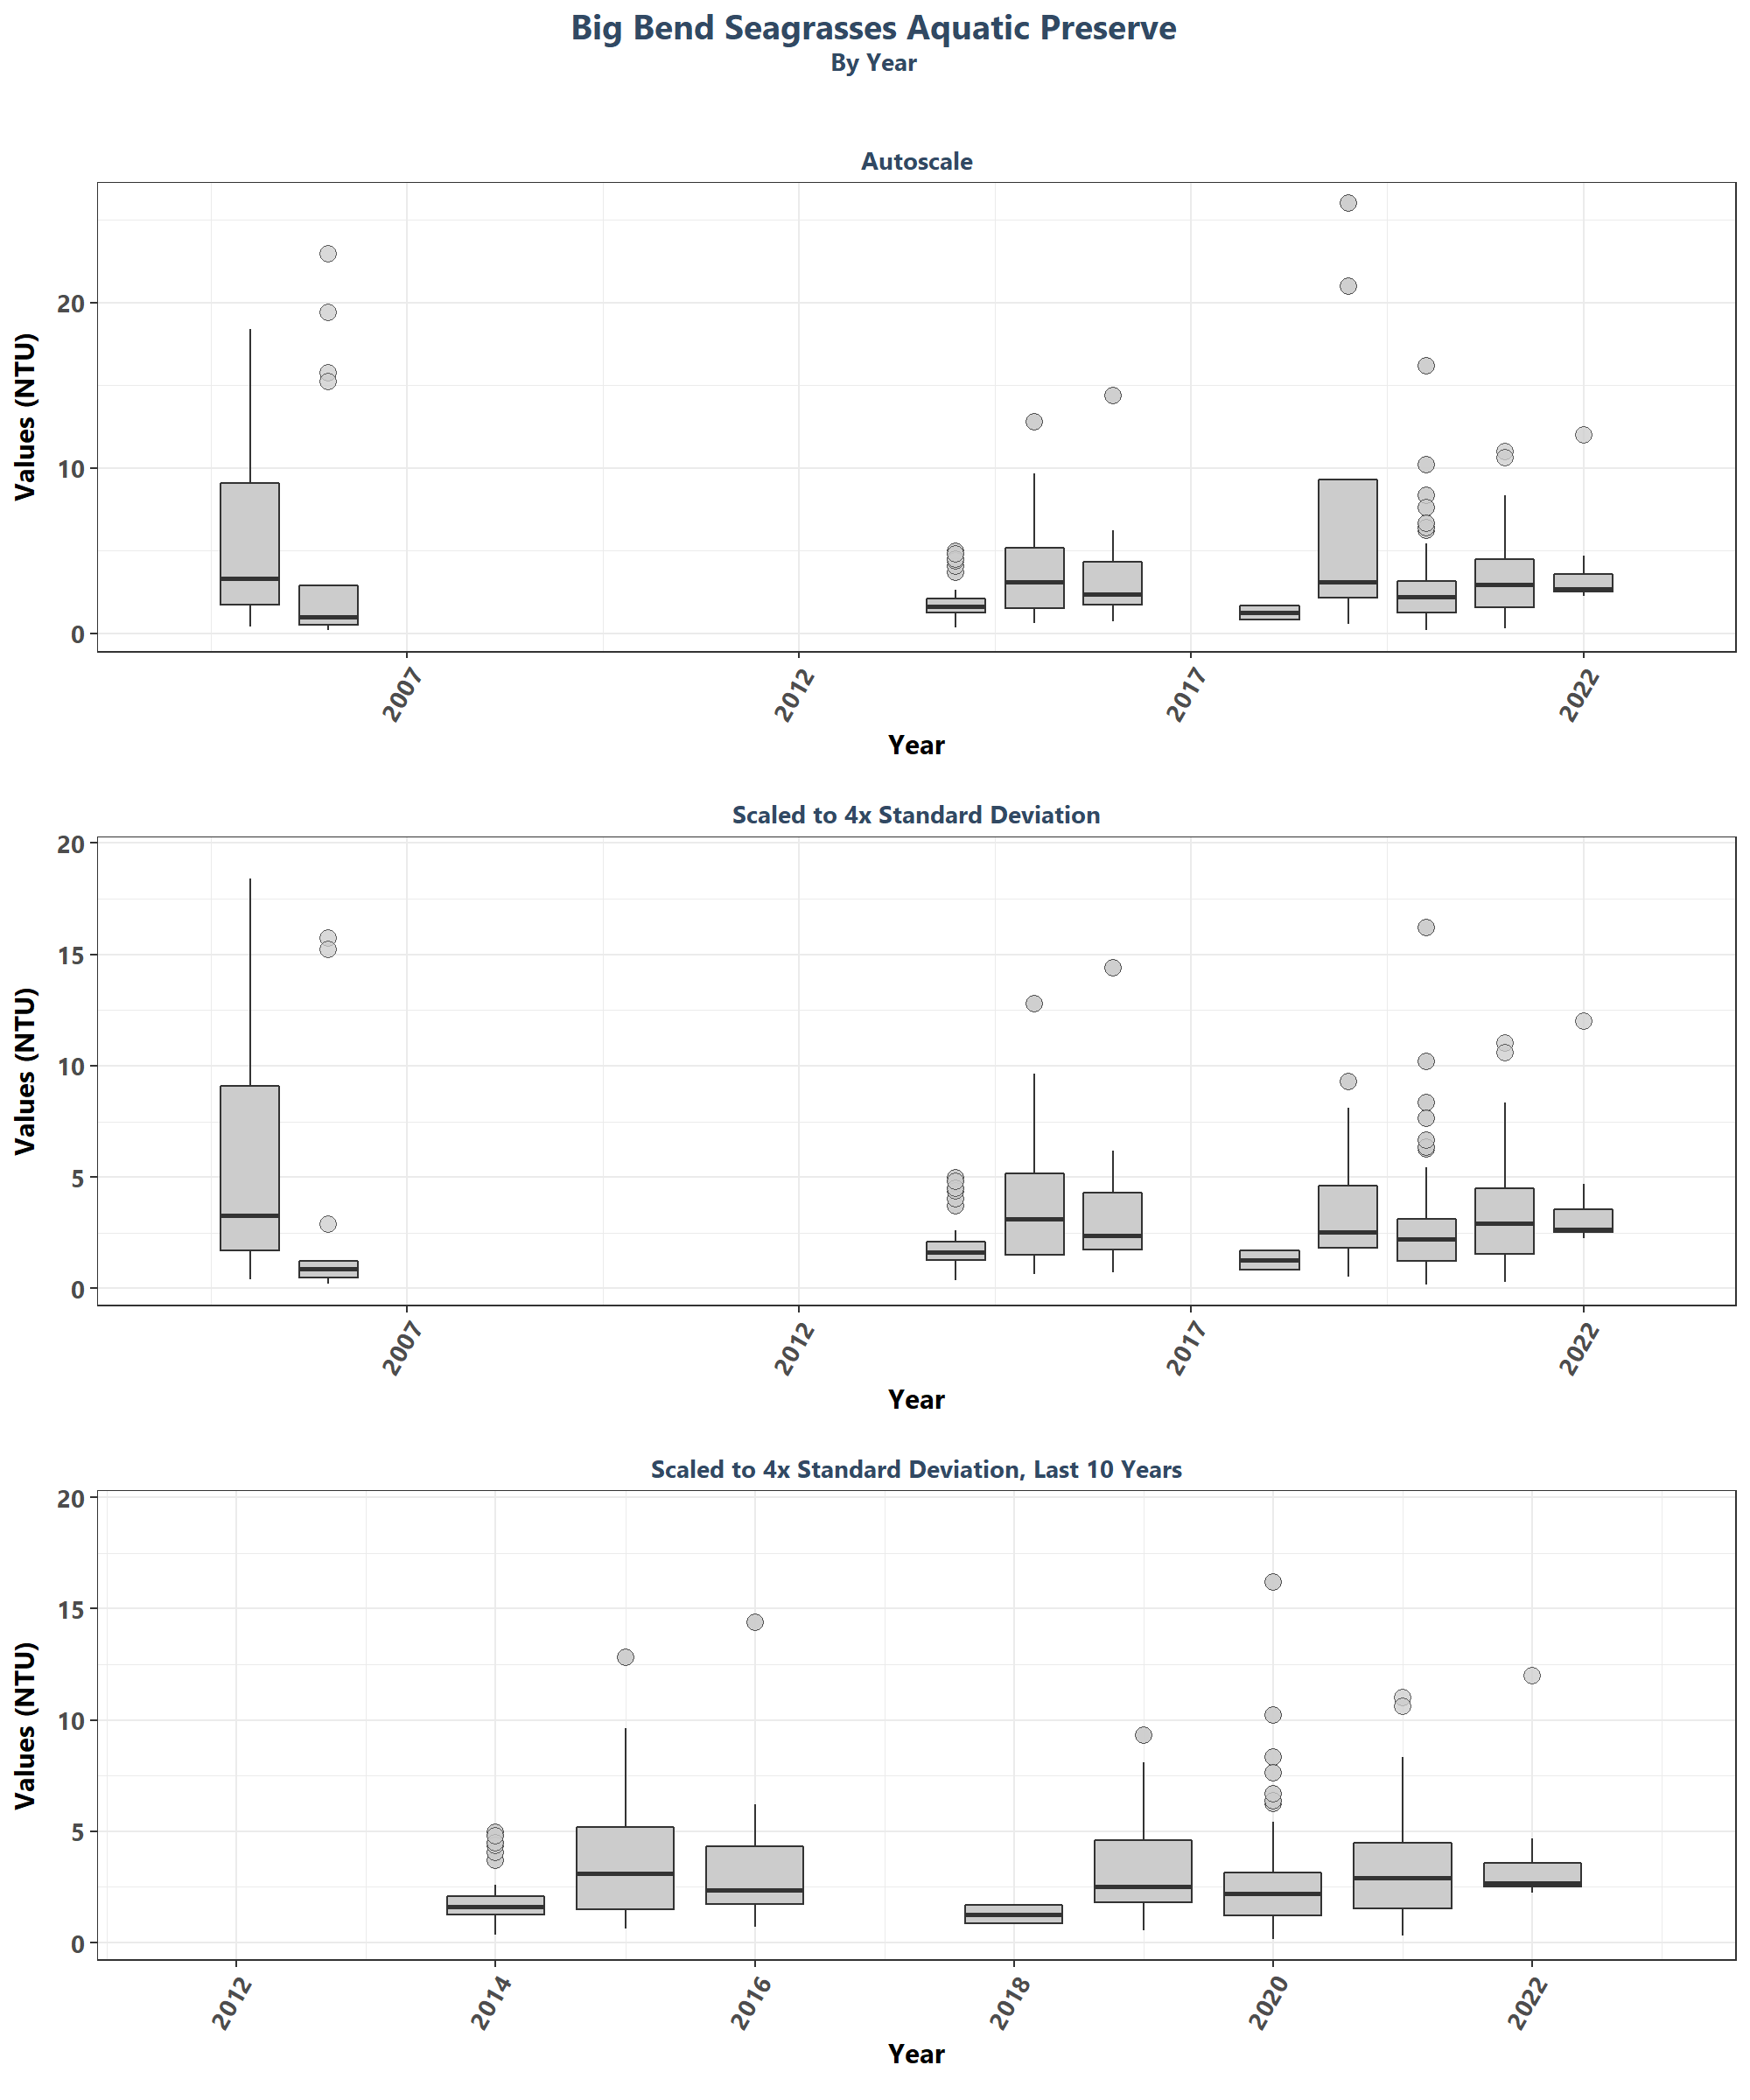 Big Bend Seagrasses Aquatic Preserve
By Year
Autoscale
Values (NTU)
20
10
0
2007
2012
2017
2022
Year
Scaled to 4x Standard Deviation
Values (NTU)
20
15
10
5
0
2007
2012
2017
2022
Year
Scaled to 4x Standard Deviation, Last 10 Years
Values (NTU)
20
15
10
5
0
2012
2014
2016
2018
2020
2022
Year